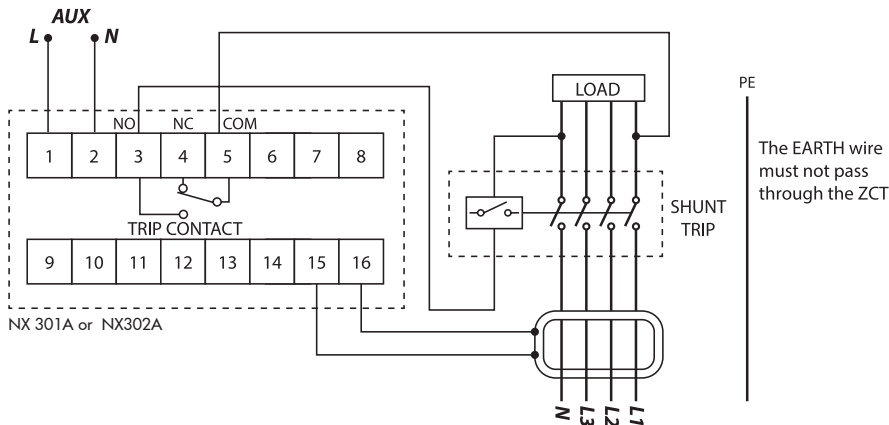 AUX
L N
NO NC COM
1 2 3 4 5 6 7 8
TRIP CONTACT
9 10 11 12 13 14 15 16
NX 301A or NX302A
LOAD
SHUNT
TRIP
N L3 L2 L1
PE
The EARTH wire
must not pass
through the ZCT